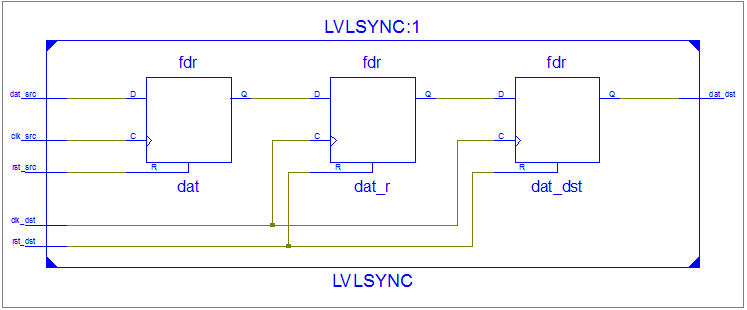 LVLSYNC:1
fdr fdr fdr
dat_src D Q D Q D Q dat_dst
clk_src C C C
rst_src R R R
dat dat_r dat_dst
clk_dst
rst_dst
LVLSYNC